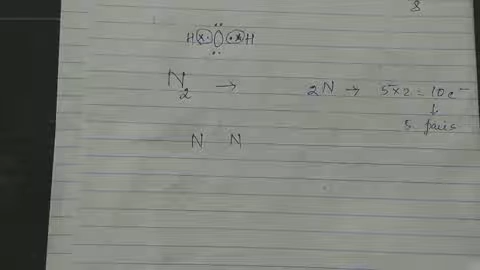 8
H O H
N₂ → 2N → 5×2 = 10e⁻
↓
5 pairs
N N